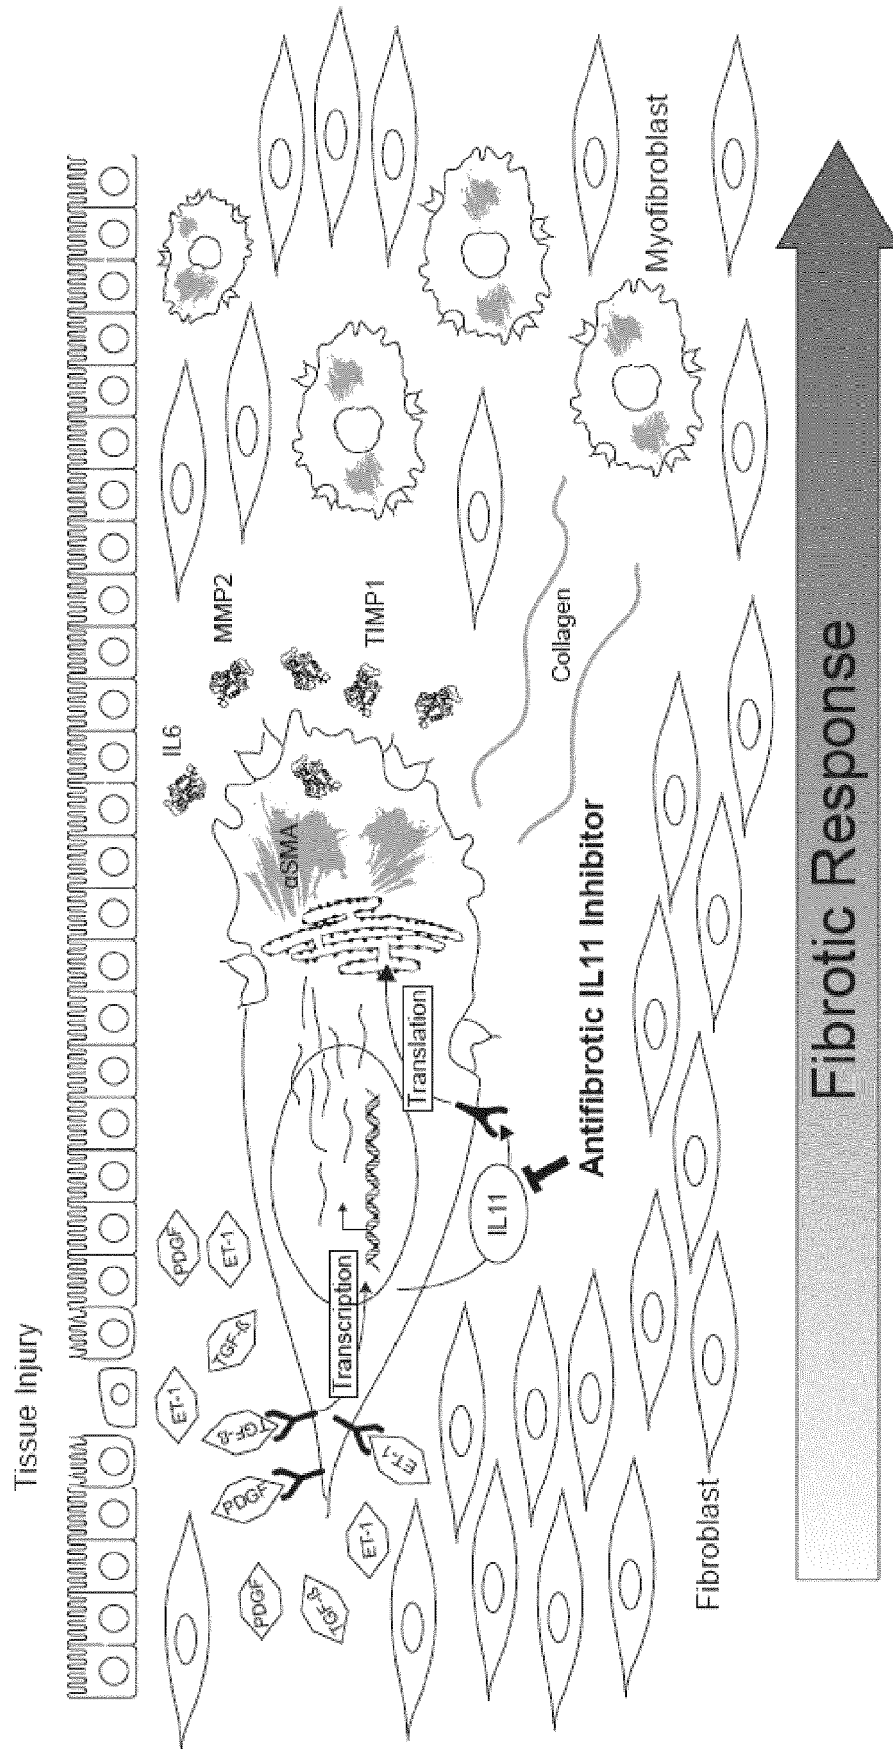 Tissue Injury
PDGF
ET-1
ET-1
TGF-β
TGF-β
PDGF
ET-1
ET-1
PDGF
TGF-β
Transcription
IL11
Translation
Antifibrotic IL11 Inhibitor
αSMA
IL6
MMP2
TIMP1
Collagen
Fibroblast
Myofibroblast
Fibrotic Response